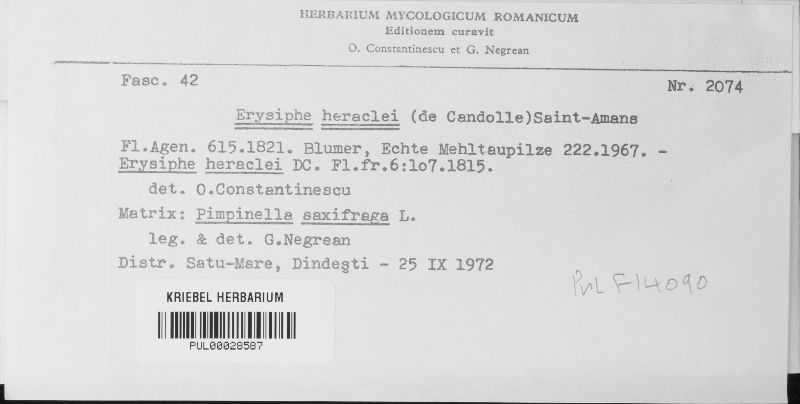 HERBARIUM MYCOLOGICUM ROMANICUM
Editionem curavit
O. Constantinescu et G. Negrean
Fasc. 42
Nr. 2074
Erysiphe heraclei (de Candolle)Saint-Amans
Fl.Agen. 615.1821. Blumer, Echte Mehltaupilze 222.1967. -
Erysiphe heraclei DC. Fl.fr.6:1o7.1815.
det. O.Constantinescu
Matrix: Pimpinella saxifraga L.
leg. & det. G.Negrean
Distr. Satu-Mare, Dindeşti - 25 IX 1972
PUL F14090
KRIEBEL HERBARIUM
PUL00028587